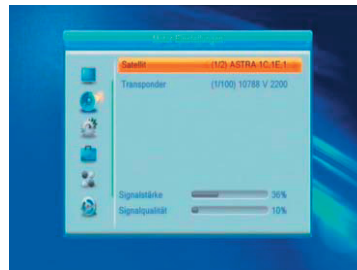 Satellit (1/2) ASTRA 1C,1E,1
Transponder (1/100) 10788 V 2200
Signalstärke 36%
Signalqualität 10%